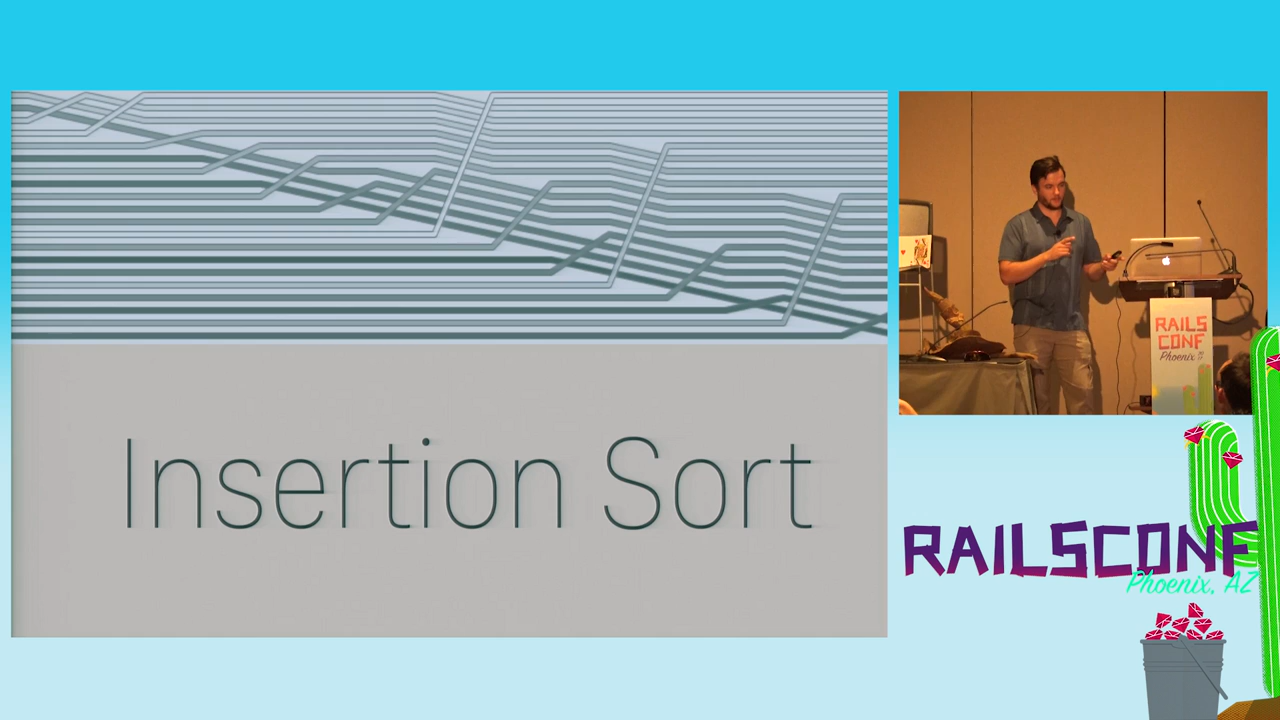 Insertion Sort
RAILS
CONF
Phoenix
RAILSCONF
Phoenix, AZ